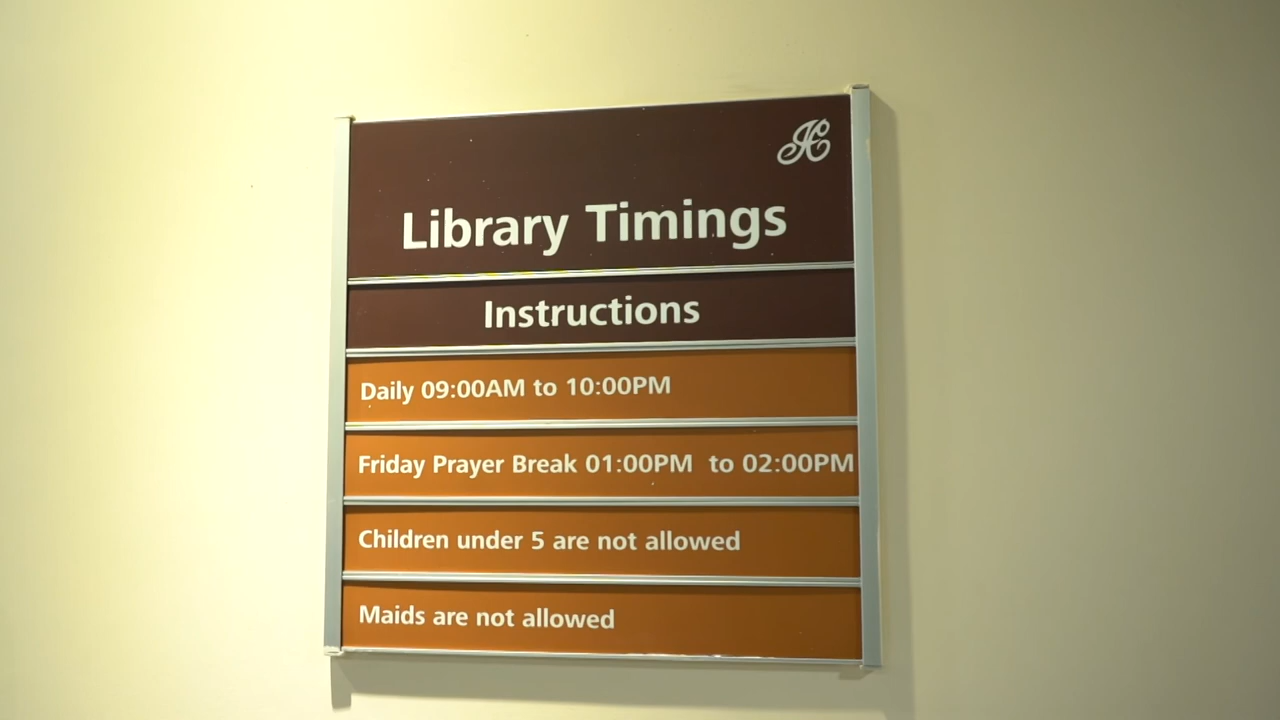 Library Timings
Instructions
Daily 09:00AM to 10:00PM
Friday Prayer Break 01:00PM to 02:00PM
Children under 5 are not allowed
Maids are not allowed